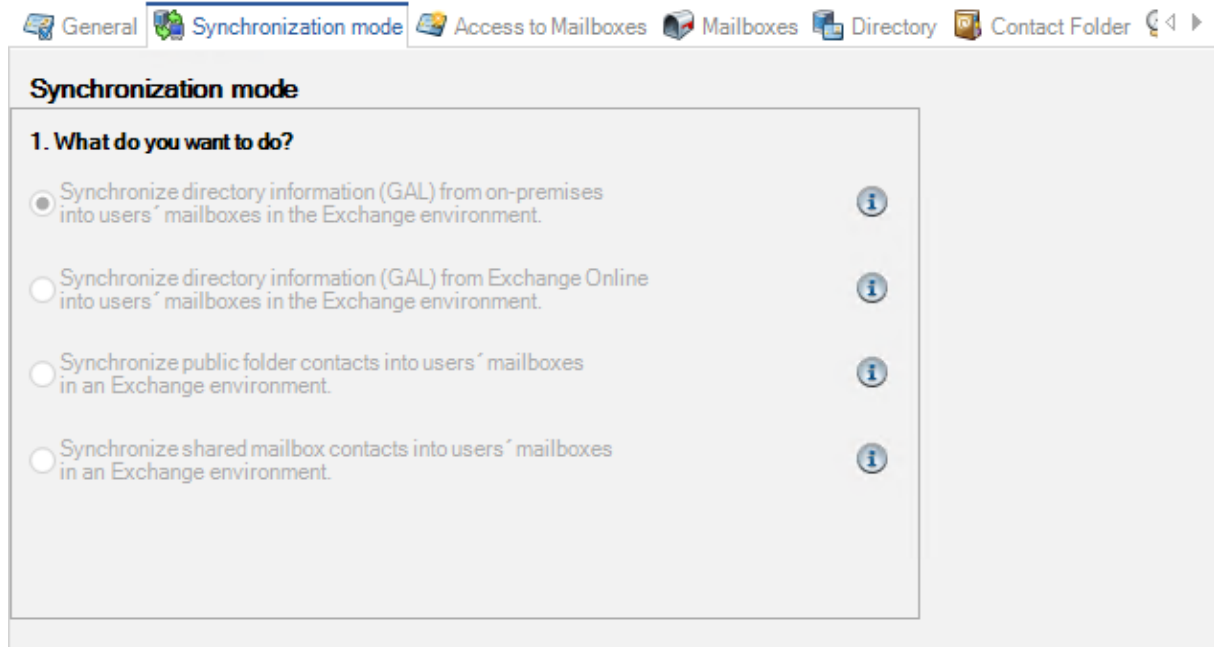 General Synchronization mode Access to Mailboxes Mailboxes Directory Contact Folder
Synchronization mode
1. What do you want to do?
Synchronize directory information (GAL) from on-premises
into users´ mailboxes in the Exchange environment.
Synchronize directory information (GAL) from Exchange Online
into users´ mailboxes in the Exchange environment.
Synchronize public folder contacts into users´ mailboxes
in an Exchange environment.
Synchronize shared mailbox contacts into users´ mailboxes
in an Exchange environment.